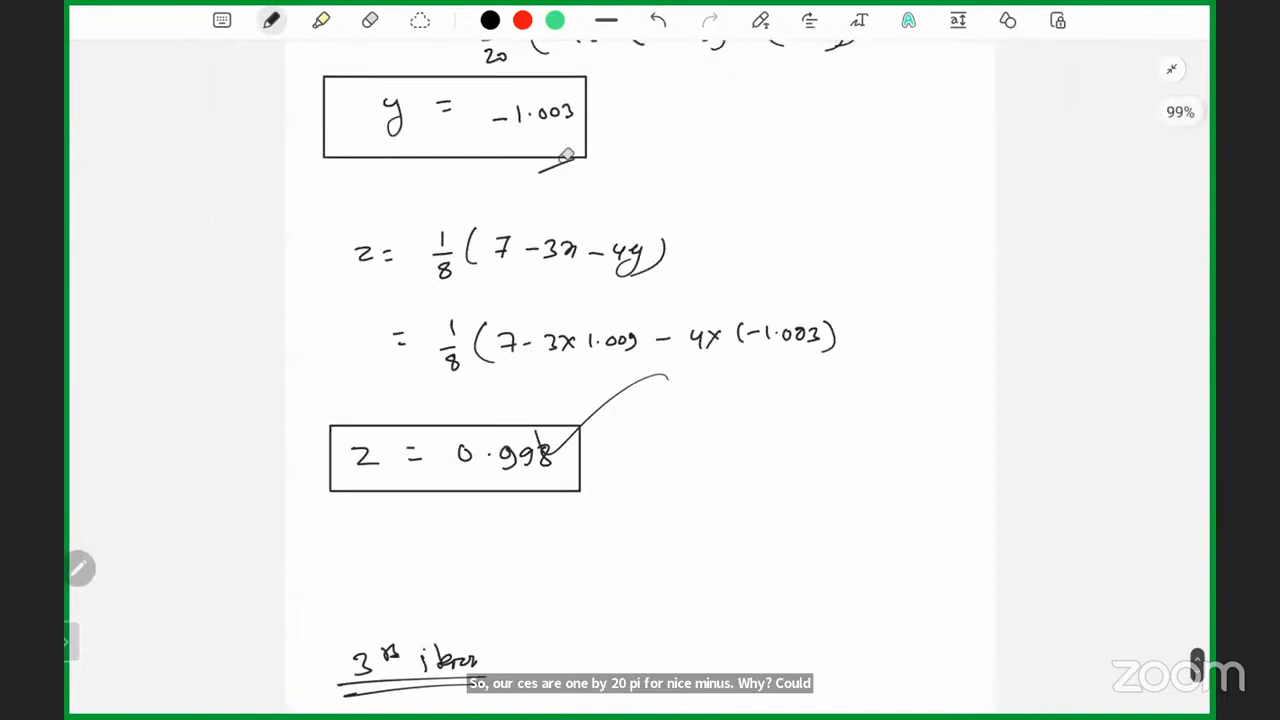 20
99%
y = -1.003
z = 1/8 ( 7 - 3x - 4y )
= 1/8 ( 7 - 3x 1.009 - 4x (-1.003)
z = 0.998
3rd iter
So, our ces are one by 20 pi for nice minus. Why? Could
zoom